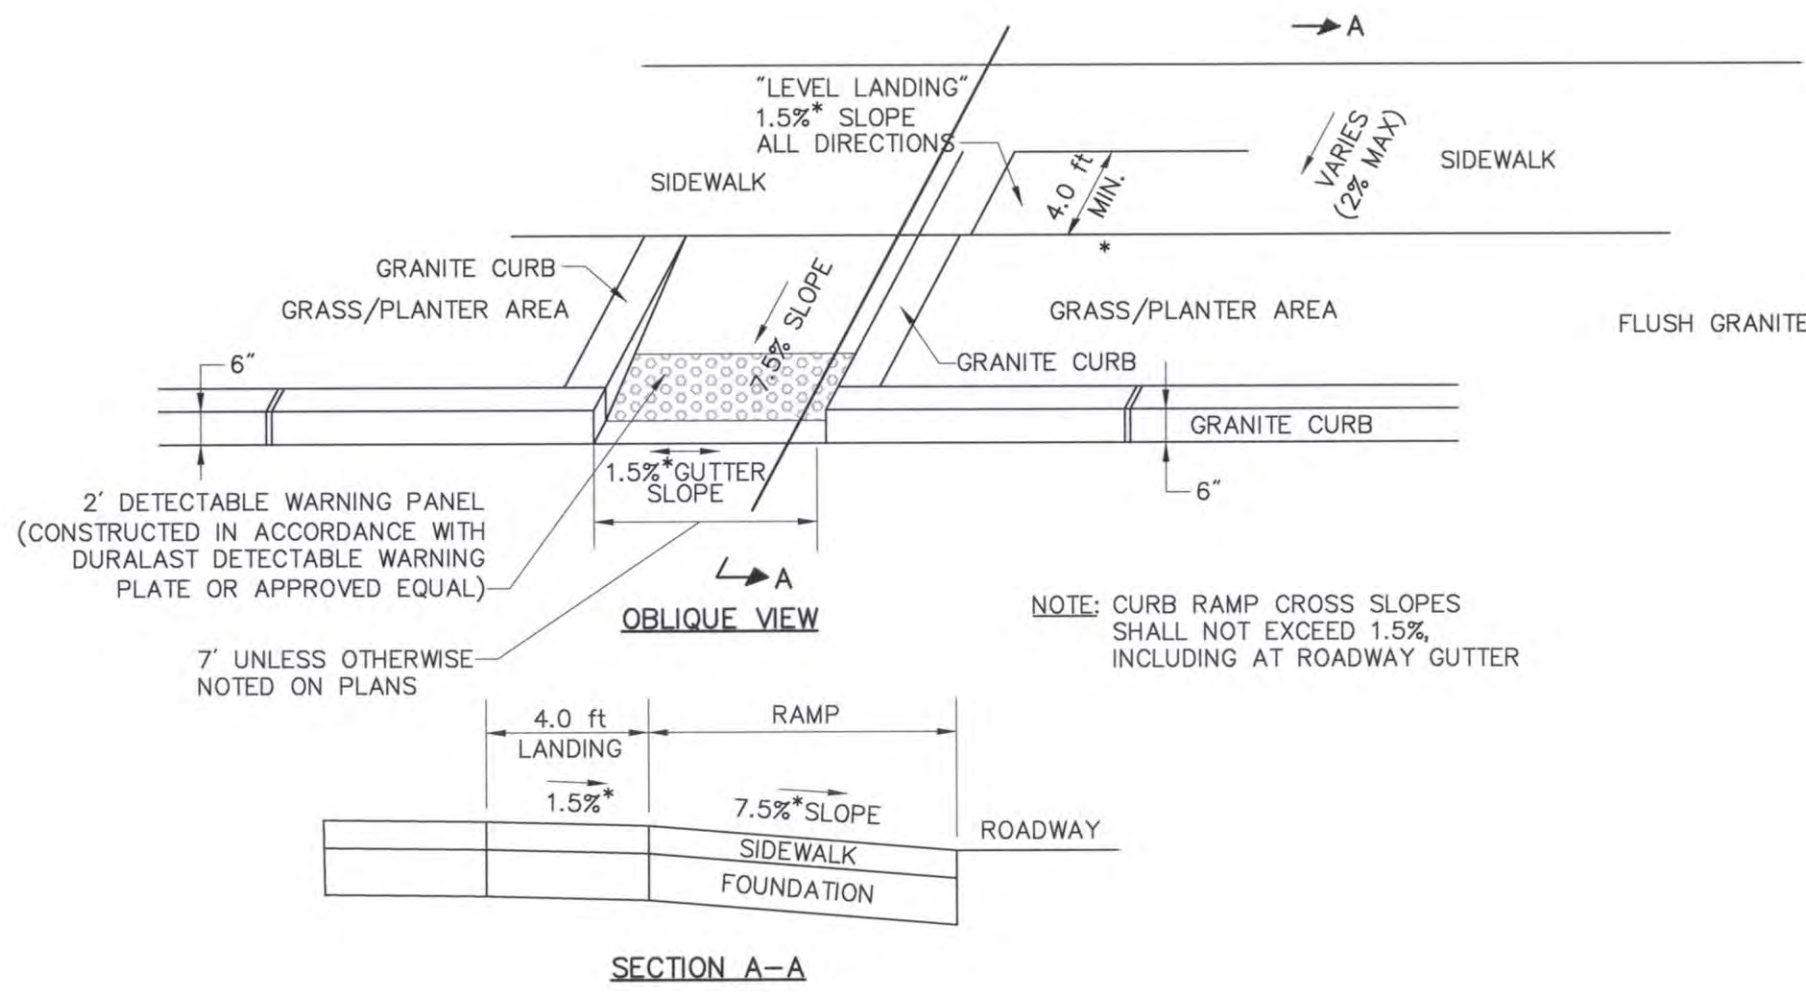 A
"LEVEL LANDING"
1.5%* SLOPE
ALL DIRECTIONS
SIDEWALK
4.0 ft
MIN.
*
VARIES
(2% MAX)
SIDEWALK
GRANITE CURB
GRASS/PLANTER AREA
7.5% SLOPE
GRASS/PLANTER AREA
FLUSH GRANITE
GRANITE CURB
6"
GRANITE CURB
6"
1.5%*GUTTER
SLOPE
2' DETECTABLE WARNING PANEL
(CONSTRUCTED IN ACCORDANCE WITH
DURALAST DETECTABLE WARNING
PLATE OR APPROVED EQUAL)
A
OBLIQUE VIEW
7' UNLESS OTHERWISE
NOTED ON PLANS
NOTE: CURB RAMP CROSS SLOPES
SHALL NOT EXCEED 1.5%,
INCLUDING AT ROADWAY GUTTER
4.0 ft
LANDING
RAMP
1.5%*
7.5%*SLOPE
ROADWAY
SIDEWALK
FOUNDATION
SECTION A-A